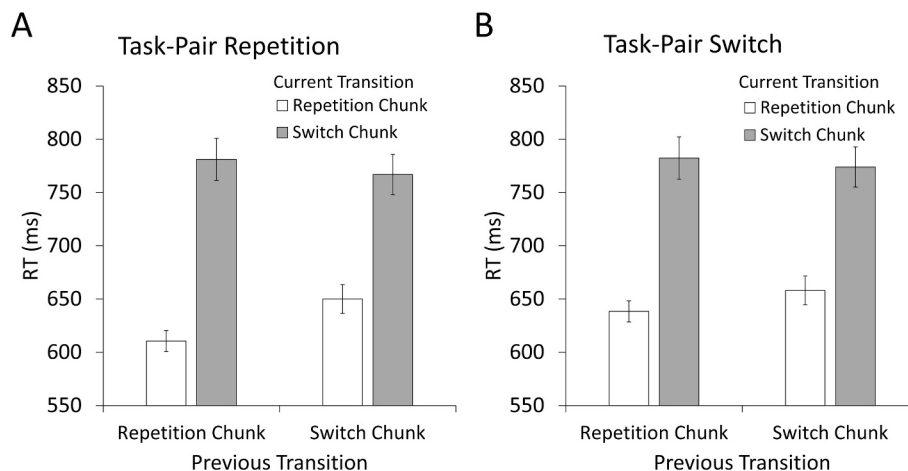 A
Task-Pair Repetition
850
800
750
700
650
600
550
RT (ms)
Current Transition
Repetition Chunk
Switch Chunk
Repetition Chunk Switch Chunk
Previous Transition
B
Task-Pair Switch
850
800
750
700
650
600
550
RT (ms)
Current Transition
Repetition Chunk
Switch Chunk
Repetition Chunk Switch Chunk
Previous Transition